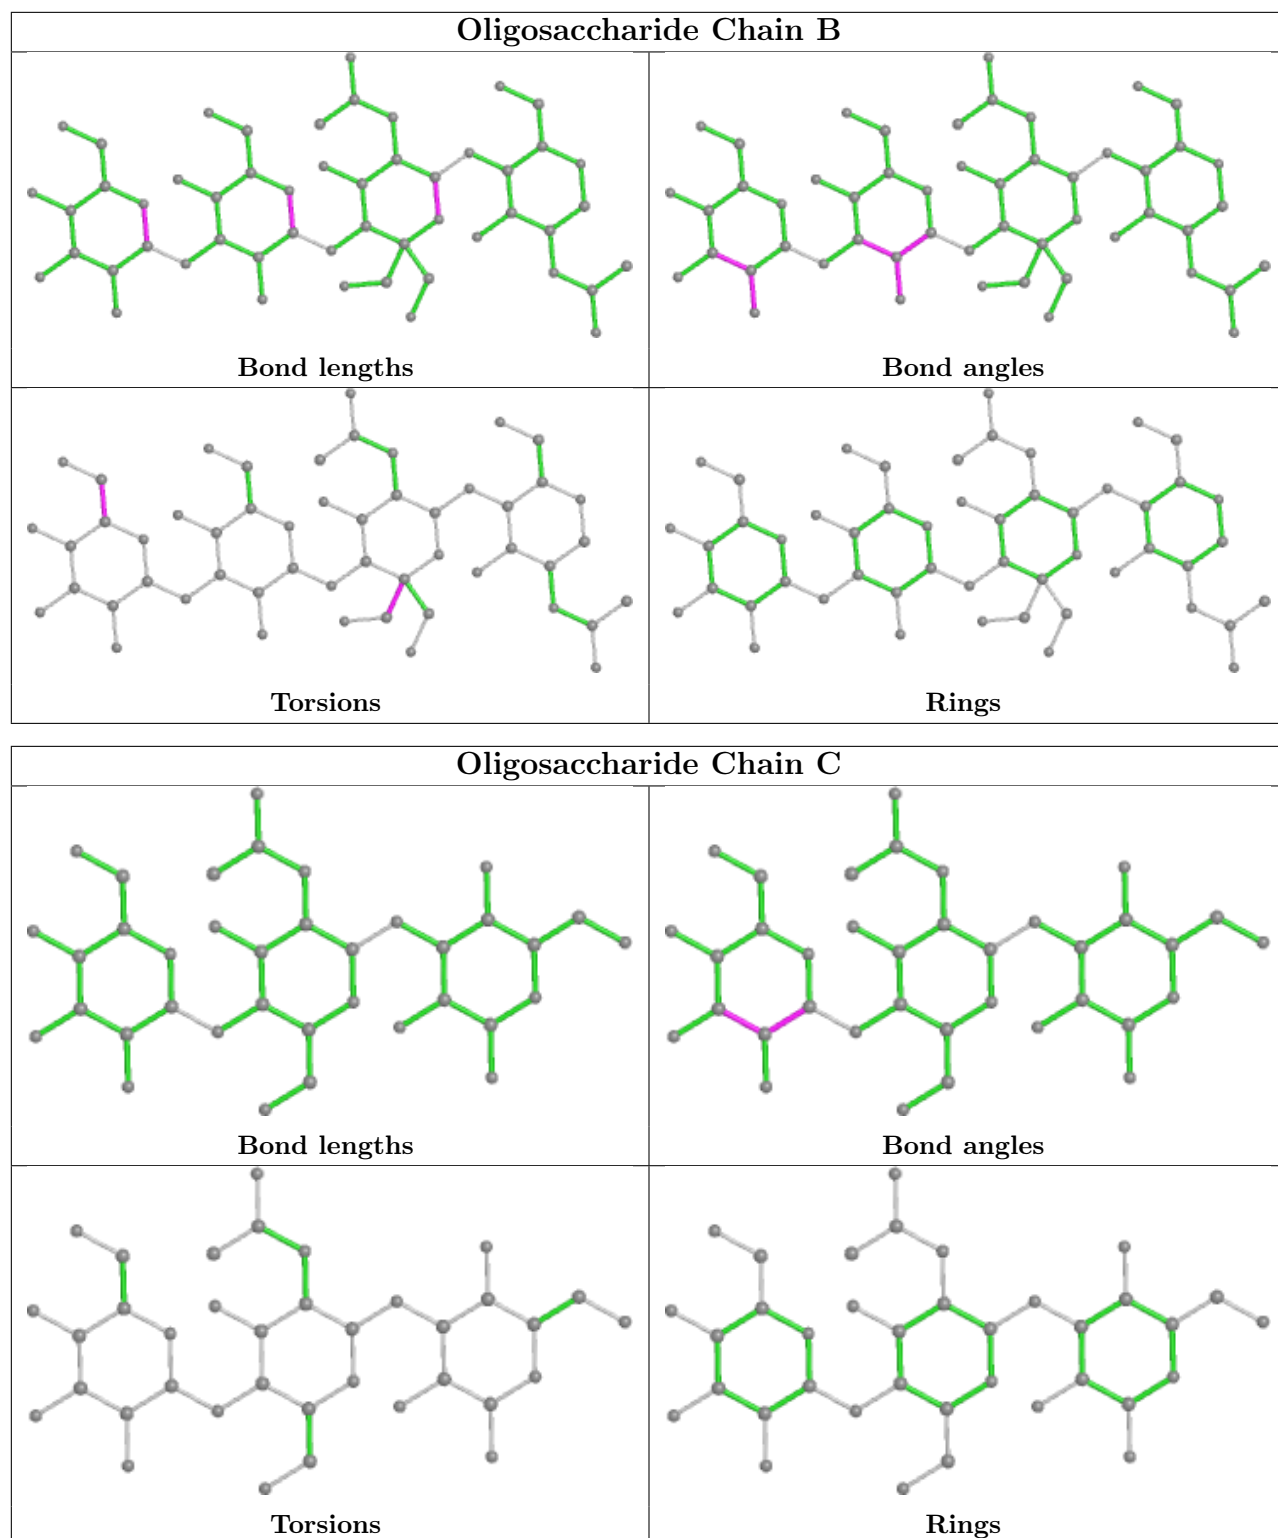 Oligosaccharide Chain B
Bond lengths
Bond angles
Torsions
Rings
Oligosaccharide Chain C
Bond lengths
Bond angles
Torsions
Rings